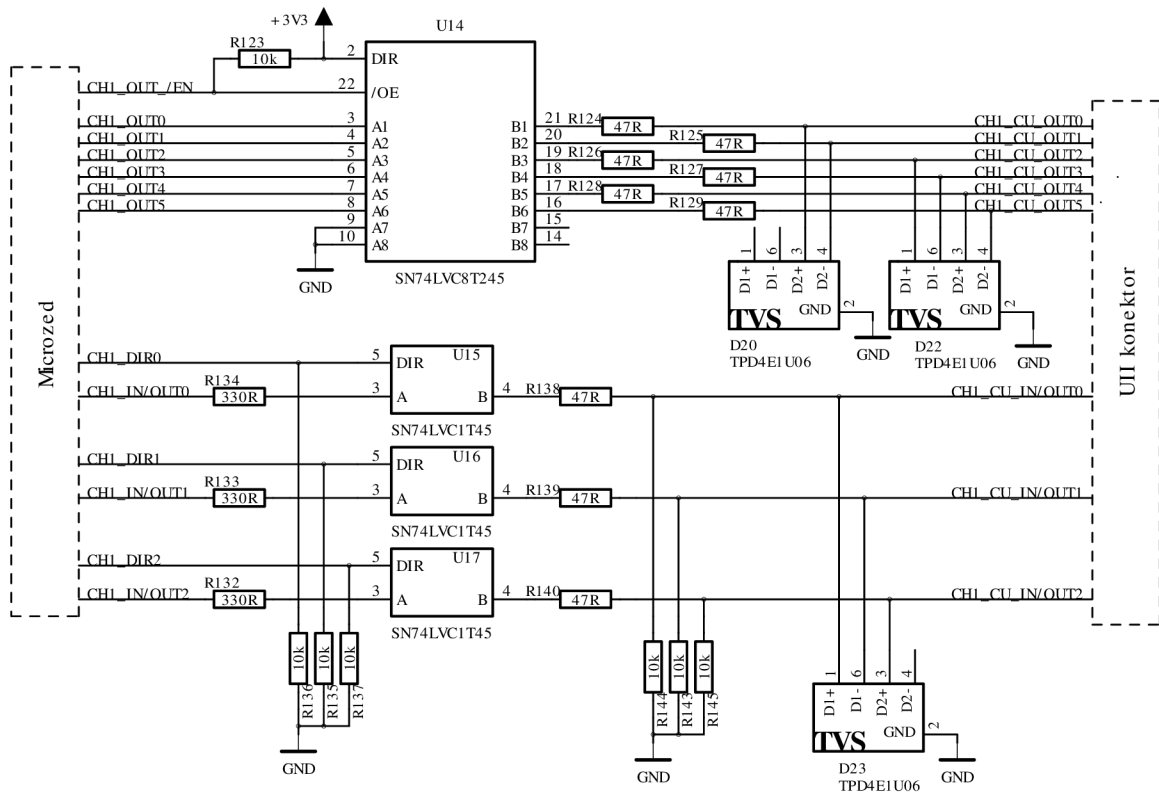 U14
+3V3
R123
10k
2
DIR
CH1_OUT_/EN
22
/OE
CH1_OUT0
3
A1
B1
21
R124
47R
CH1_CU_OUT0
CH1_OUT1
4
A2
B2
20
R125
47R
CH1_CU_OUT1
CH1_OUT2
5
A3
B3
19
R126
47R
CH1_CU_OUT2
CH1_OUT3
6
A4
B4
18
R127
47R
CH1_CU_OUT3
CH1_OUT4
7
A5
B5
17
R128
47R
CH1_CU_OUT4
CH1_OUT5
8
A6
B6
16
R129
47R
CH1_CU_OUT5
9
A7
B7
15
10
A8
B8
14
GND
SN74LVC8T245
1
6
3
4
D1+
D1-
D2+
D2-
GND
2
TVS
GND
D20
TPD4E1U06
1
6
3
4
D1+
D1-
D2+
D2-
GND
2
TVS
GND
D22
TPD4E1U06
Microzed
UII konektor
CH1_DIR0
5
DIR
U15
CH1_IN/OUT0
R134
330R
3
A
B
4
R138
47R
CH1_CU_IN/OUT0
SN74LVC1T45
CH1_DIR1
5
DIR
U16
CH1_IN/OUT1
R133
330R
3
A
B
4
R139
47R
CH1_CU_IN/OUT1
SN74LVC1T45
CH1_DIR2
5
DIR
U17
CH1_IN/OUT2
R132
330R
3
A
B
4
R140
47R
CH1_CU_IN/OUT2
SN74LVC1T45
10k
10k
10k
R136
R135
R137
GND
10k
10k
10k
R144
R143
R145
GND
1
6
3
4
D1+
D1-
D2+
D2-
GND
2
TVS
GND
D23
TPD4E1U06